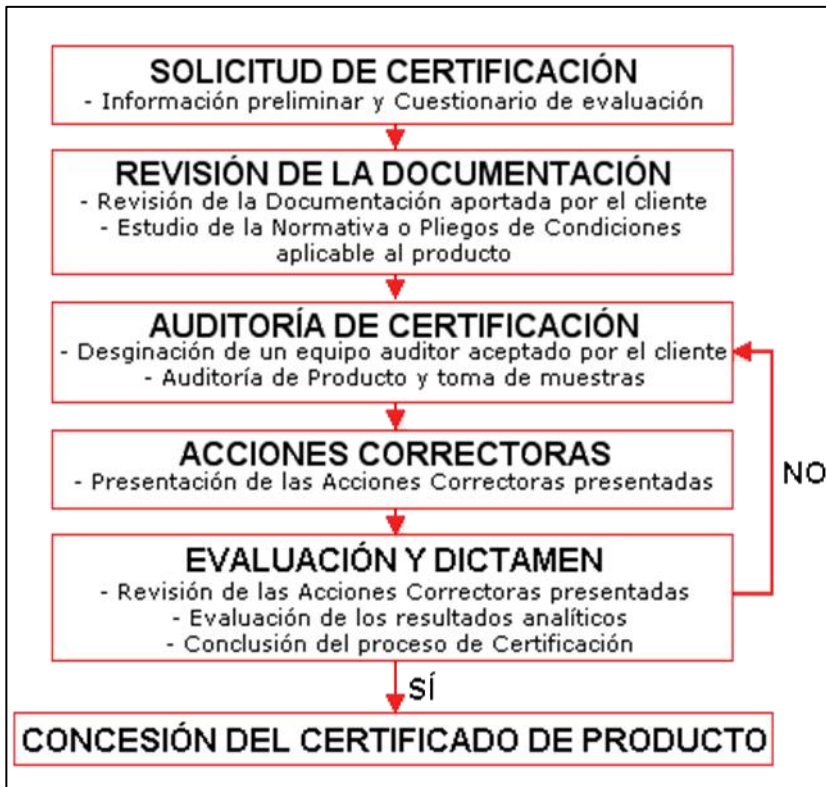 SOLICITUD DE CERTIFICACIÓN
- Información preliminar y Cuestionario de evaluación
REVISIÓN DE LA DOCUMENTACIÓN
- Revisión de la Documentación aportada por el cliente
- Estudio de la Normativa o Pliegos de Condiciones
aplicable al producto
AUDITORÍA DE CERTIFICACIÓN
- Desginación de un equipo auditor aceptado por el cliente
- Auditoría de Producto y toma de muestras
ACCIONES CORRECTORAS
- Presentación de las Acciones Correctoras presentadas
NO
EVALUACIÓN Y DICTAMEN
- Revisión de las Acciones Correctoras presentadas
- Evaluación de los resultados analíticos
- Conclusión del proceso de Certificación
SÍ
CONCESIÓN DEL CERTIFICADO DE PRODUCTO